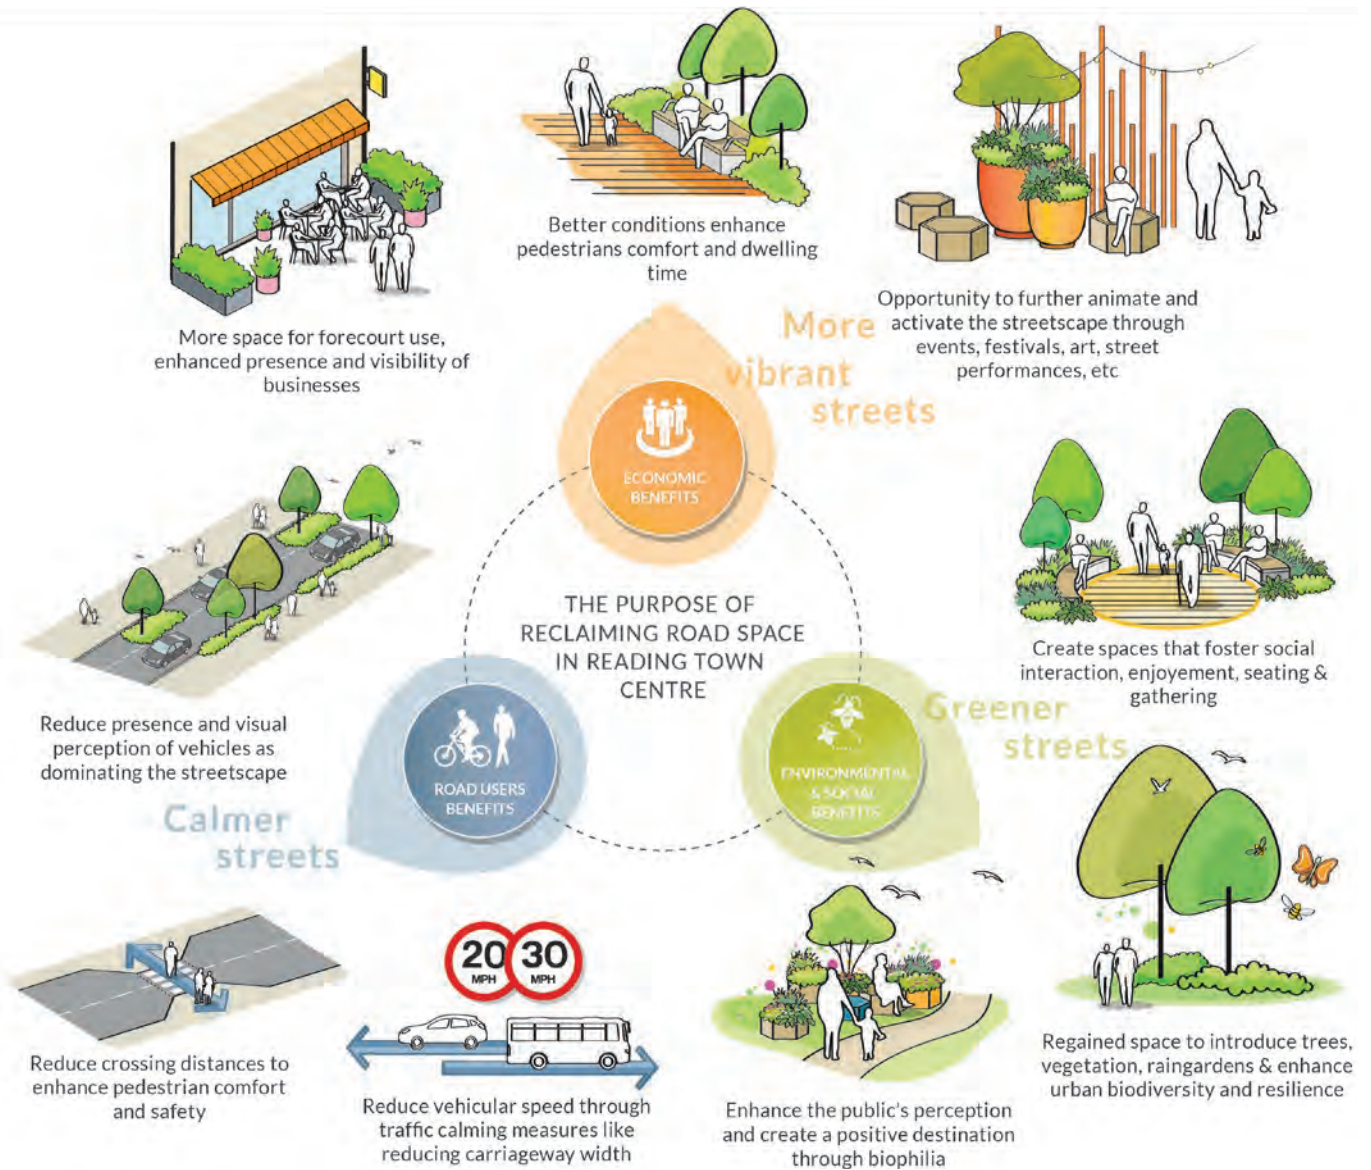 Better conditions enhance
pedestrians comfort and dwelling
time
More space for forecourt use,
enhanced presence and visibility of
businesses
Opportunity to further animate and
activate the streetscape through
events, festivals, art, street
performances, etc
More
vibrant
streets
ECONOMIC
BENEFITS
THE PURPOSE OF
RECLAIMING ROAD SPACE
IN READING TOWN
CENTRE
Create spaces that foster social
interaction, enjoyement, seating &
gathering
Reduce presence and visual
perception of vehicles as
dominating the streetscape
ROAD USERS
BENEFITS
Calmer
streets
ENVIRONMENTAL
& SOCIAL
BENEFITS
Greener
streets
20
MPH
30
MPH
Reduce crossing distances to
enhance pedestrian comfort
and safety
Reduce vehicular speed through
traffic calming measures like
reducing carriageway width
Enhance the public's perception
and create a positive destination
through biophilia
Regained space to introduce trees,
vegetation, raingardens & enhance
urban biodiversity and resilience